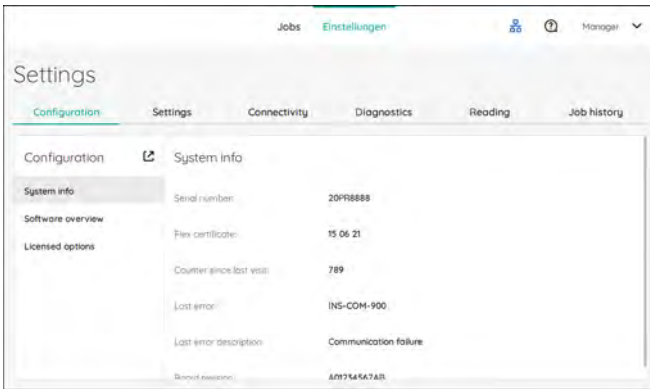 Jobs Einstellungen Manager
Settings
Configuration Settings Connectivity Diagnostics Reading Job history
Configuration System info
System info
Serial number: 20PR8888
Software overview
Flex certificate: 15 06 21
Licensed options
Counter since last visit: 789
Last error: INS-COM-900
Last error description: Communication failure
A01234567AB